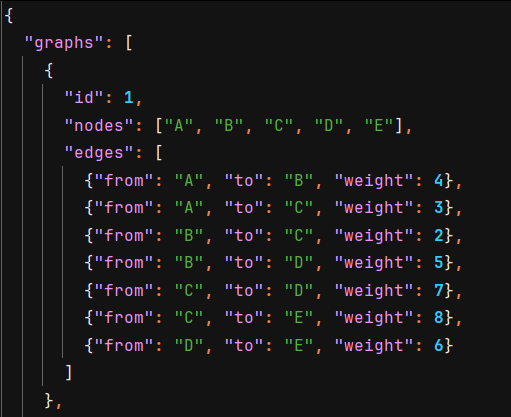 {
  "graphs": [
    {
      "id": 1,
      "nodes": ["A", "B", "C", "D", "E"],
      "edges": [
        {"from": "A", "to": "B", "weight": 4},
        {"from": "A", "to": "C", "weight": 3},
        {"from": "B", "to": "C", "weight": 2},
        {"from": "B", "to": "D", "weight": 5},
        {"from": "C", "to": "D", "weight": 7},
        {"from": "C", "to": "E", "weight": 8},
        {"from": "D", "to": "E", "weight": 6}
      ]
    },